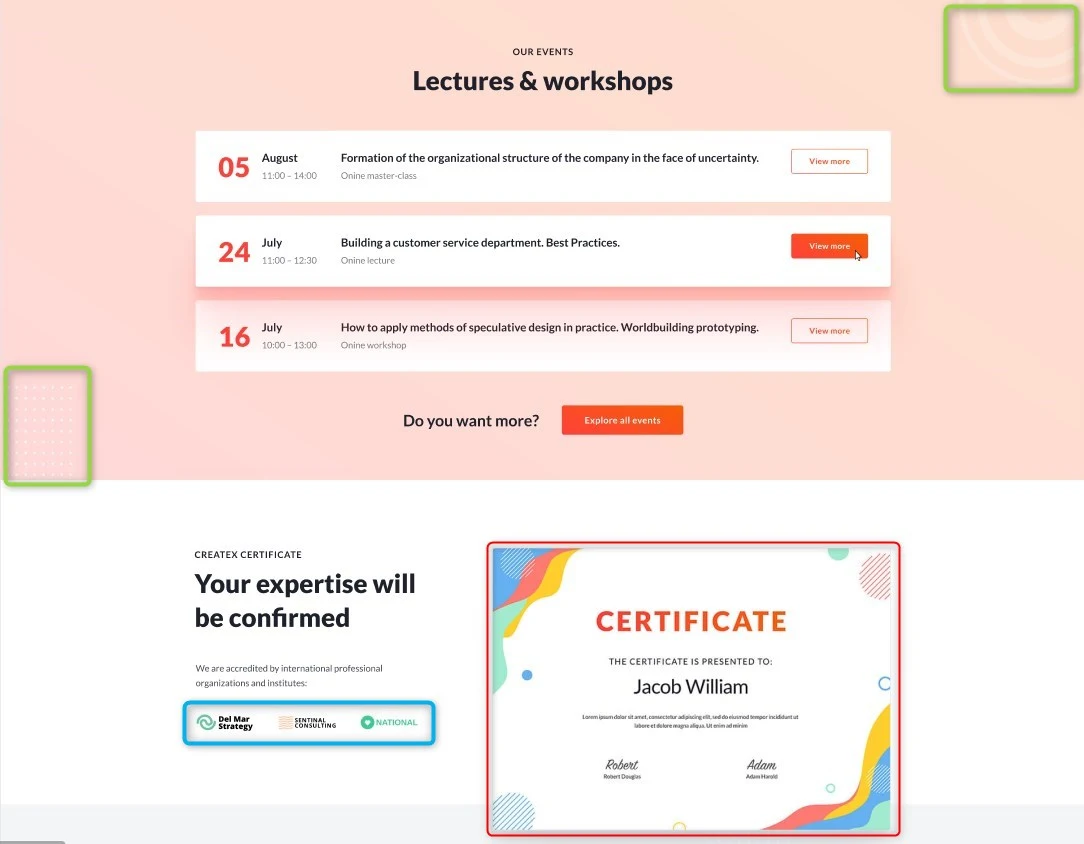 OUR EVENTS
Lectures & workshops
05
August
11:00 – 14:00
Formation of the organizational structure of the company in the face of uncertainty.
Onine master-class
View more
24
July
11:00 – 12:30
Building a customer service department. Best Practices.
Onine lecture
View more
16
July
10:00 – 13:00
How to apply methods of speculative design in practice. Worldbuilding prototyping.
Onine workshop
View more
Do you want more?
Explore all events
CREATEX CERTIFICATE
Your expertise will
be confirmed
We are accredited by international professional
organizations and institutes:
Del Mar
Strategy
SENTINAL
CONSULTING
NATIONAL
CERTIFICATE
THE CERTIFICATE IS PRESENTED TO:
Jacob William
Lorem ipsum dolor sit amet, consectetur adipiscing elit, sed do eiusmod tempor incididunt ut
labore et dolore magna aliqua. Ut enim ad minim
Robert
Robert Douglas
Adam
Adam Harold